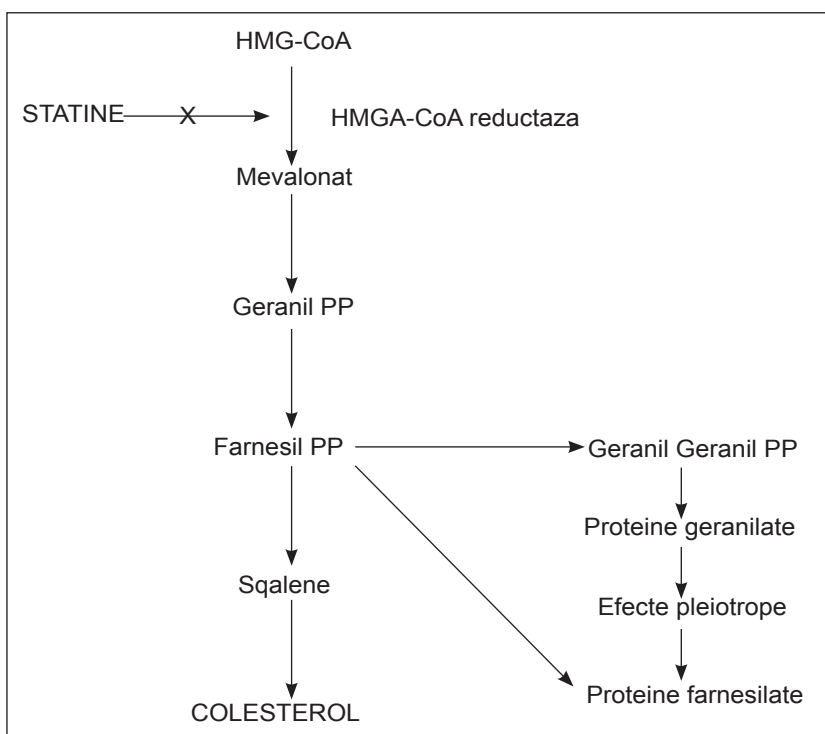 HMG-CoA
STATINE X HMGA-CoA reductaza
Mevalonat
Geranil PP
Farnesil PP Geranil Geranil PP
Proteine geranilate
Sqalene Efecte pleiotrope
COLESTEROL Proteine farnesilate